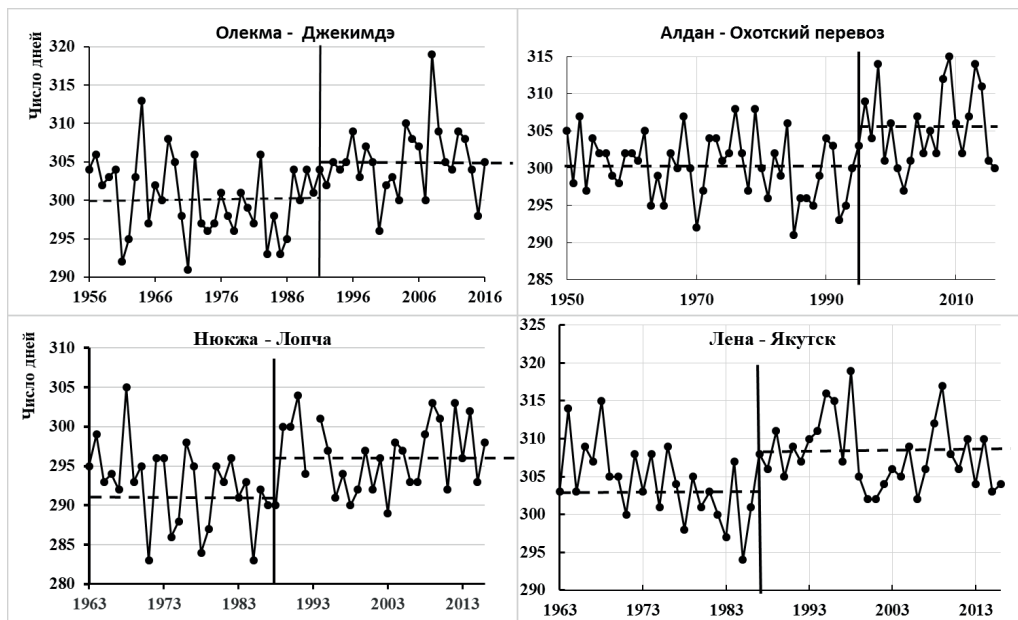 Олекма - Джекимдэ
Число дней
320
315
310
305
300
295
290
1956 1966 1976 1986 1996 2006 2016
Алдан - Охотский перевоз
315
310
305
300
295
290
285
1950 1970 1990 2010
Нюкжа - Лопча
Число дней
310
305
300
295
290
285
280
1963 1973 1983 1993 2003 2013
Лена - Якутск
325
320
315
310
305
300
295
290
1963 1973 1983 1993 2003 2013